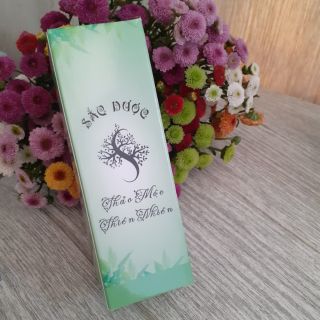 SẮC DƯỢC
Thảo Mộc
Thiên Nhiên